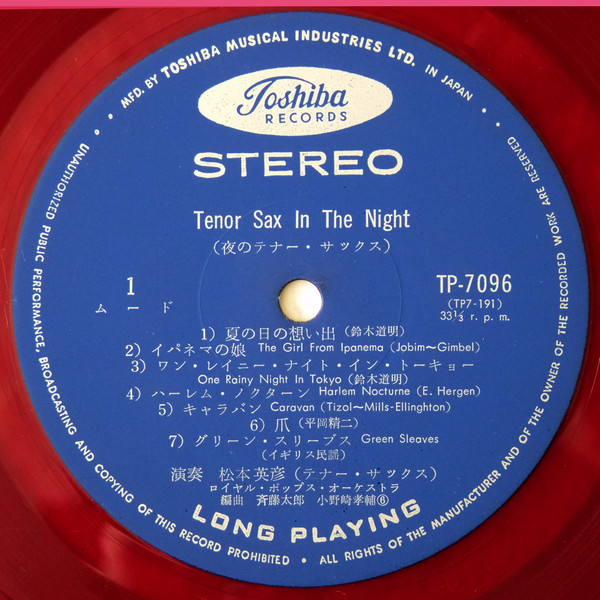 MFD. BY TOSHIBA MUSICAL INDUSTRIES LTD. IN JAPAN
Toshiba
RECORDS
STEREO
Tenor Sax In The Night
(夜のテナー・サックス)
1
ムード
TP-7096
(TP7-191)
33⅓ r. p. m.
1) 夏の日の想い出 (鈴木道明)
2) イパネマの娘 The Girl From Ipanema (Jobim〜Gimbel)
3) ワン・レイニー・ナイト・イン・トーキョー
One Rainy Night In Tokyo (鈴木道明)
4) ハーレム・ノクターン Harlem Nocturne (E. Hergen)
5) キャラバン Caravan (Tizol〜Mills-Ellinghton)
6) 爪 (平岡精二)
7) グリーン・スリーブス Green Sleaves
(イギリス民謡)
演奏 松本英彦 (テナー・サックス)
ロイヤル・ポップス・オーケストラ
編曲 斉藤太郎 小野崎孝輔⑥
LONG PLAYING
UNAUTHORIZED PUBLIC PERFORMANCE, BROADCASTING AND COPYING OF THIS RECORD PROHIBITED • ALL RIGHTS OF THE MANUFACTURER AND OF THE OWNER OF THE RECORDED WORK ARE RESERVED